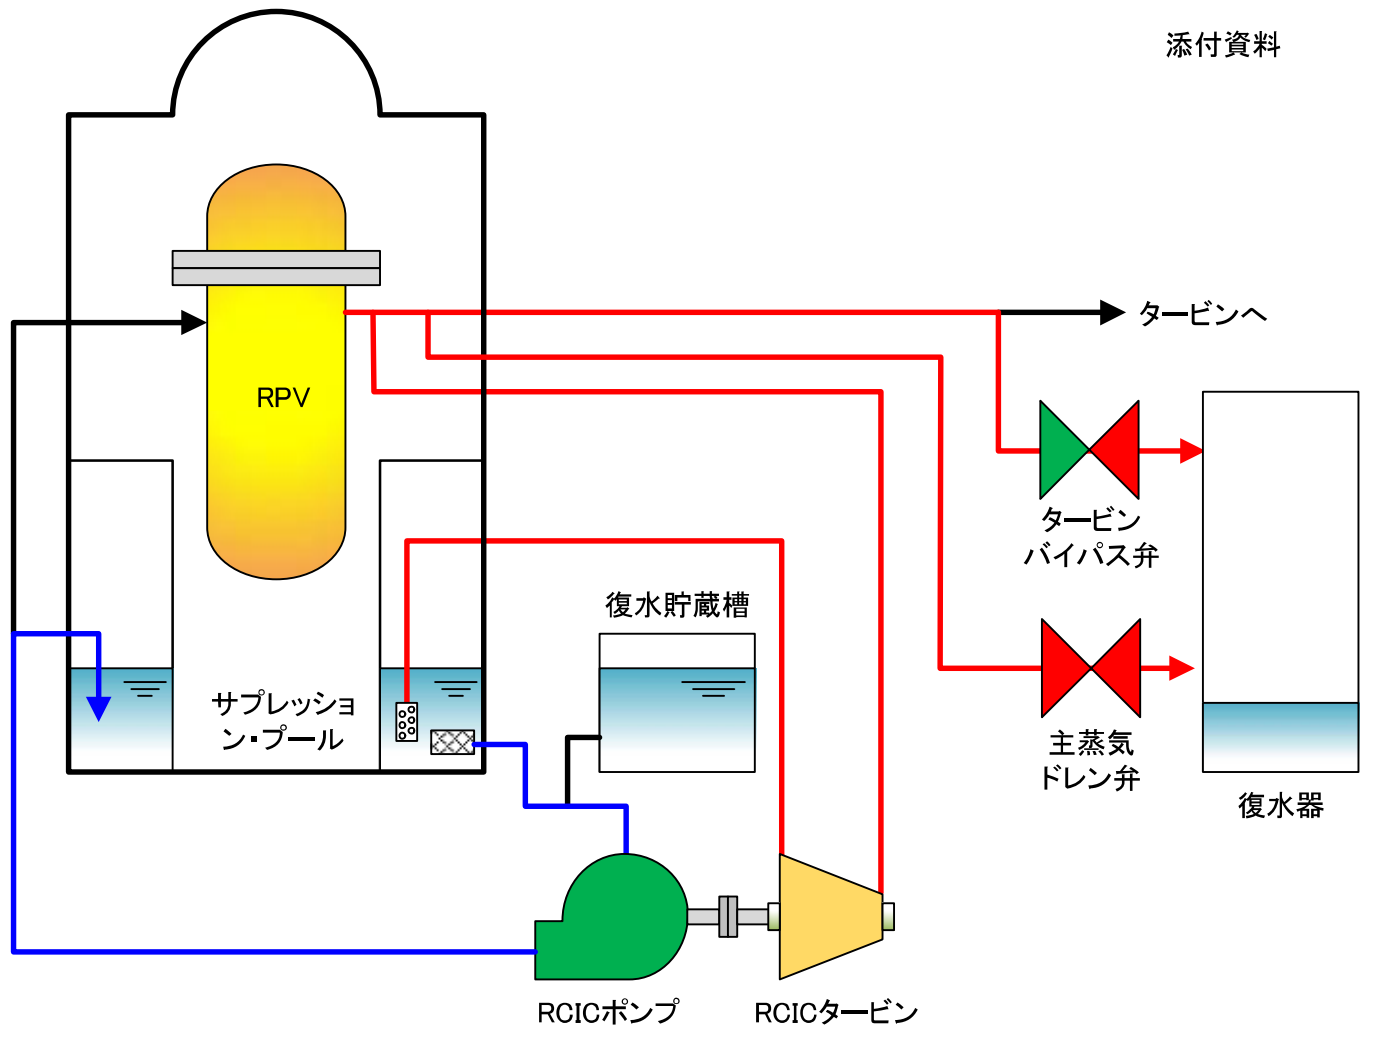 添付資料
タービンへ
RPV
タービン
バイパス弁
復水貯蔵槽
サプレッショ
ン・プール
主蒸気
ドレン弁
復水器
RCICポンプ
RCICタービン